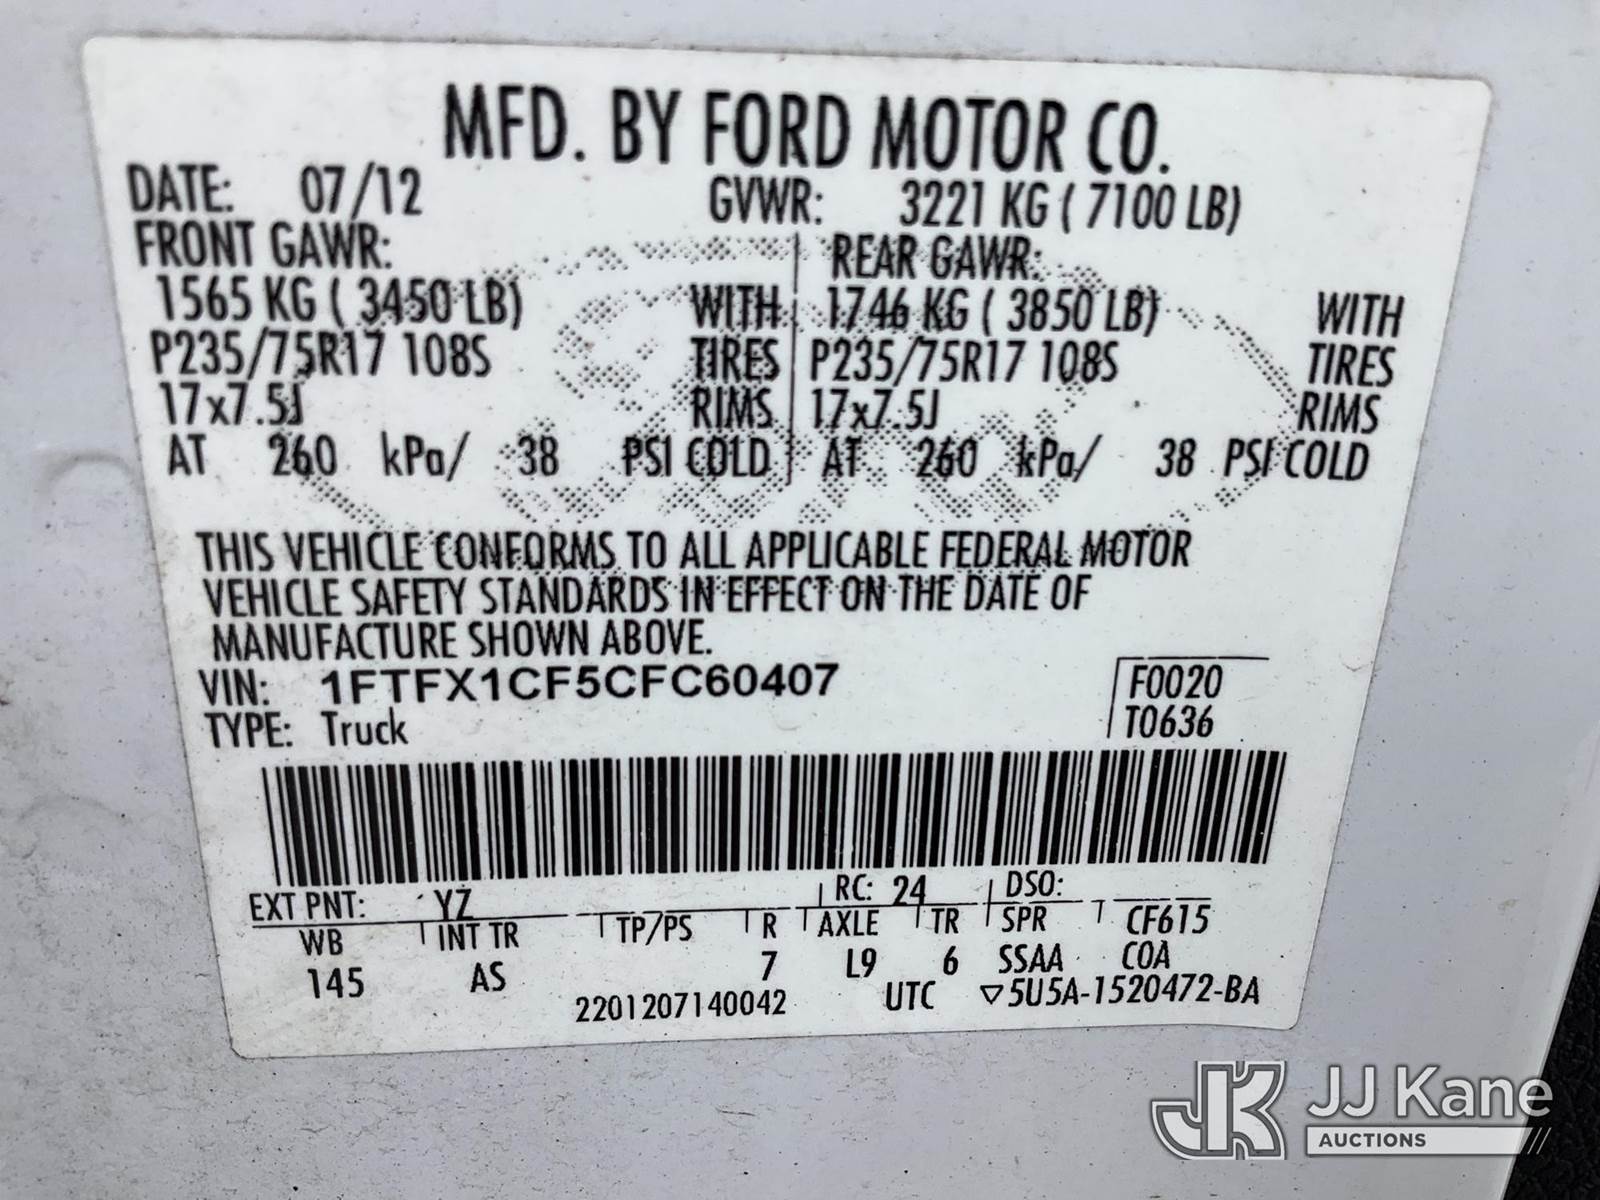 MFD. BY FORD MOTOR CO.
DATE: 07/12 GVWR: 3221 KG ( 7100 LB)
FRONT GAWR: REAR GAWR:
1565 KG ( 3450 LB) WITH 1746 KG ( 3850 LB) WITH
P235/75R17 108S TIRES P235/75R17 108S TIRES
17x7.5J RIMS 17x7.5J RIMS
AT 260 kPa/ 38 PSI COLD AT 260 kPa/ 38 PSI COLD
THIS VEHICLE CONFORMS TO ALL APPLICABLE FEDERAL MOTOR
VEHICLE SAFETY STANDARDS IN EFFECT ON THE DATE OF
MANUFACTURE SHOWN ABOVE.
VIN: 1FTFX1CF5CFC60407 F0020
TYPE: Truck T0636
EXT PNT: YZ RC: 24 DSO:
WB INT TR TP/PS R AXLE TR SPR CF615
145 AS 7 L9 6 SSAA COA
2201207140042 UTC ▽5U5A-1520472-BA
JK JJ Kane
AUCTIONS